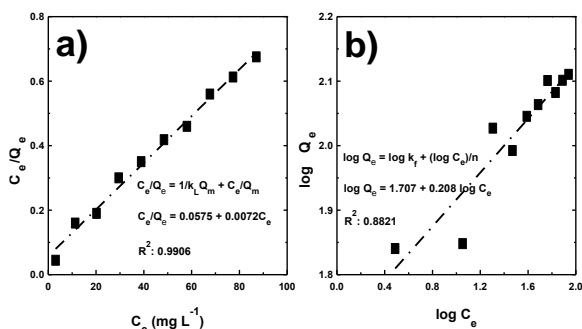 a)
C_e/Q_e
0.8
0.6
0.4
0.2
0.0
C_e/Q_e = 1/k_LQ_m + C_e/Q_m
C_e/Q_e = 0.0575 + 0.0072C_e
R²: 0.9906
0 20 40 60 80 100
C_e (mg L⁻¹)
b)
log Q_e
2.2
2.1
2.0
1.9
1.8
log Q_e = log k_f + (log C_e)/n
log Q_e = 1.707 + 0.208 log C_e
R²: 0.8821
0.0 0.4 0.8 1.2 1.6 2.0
log C_e